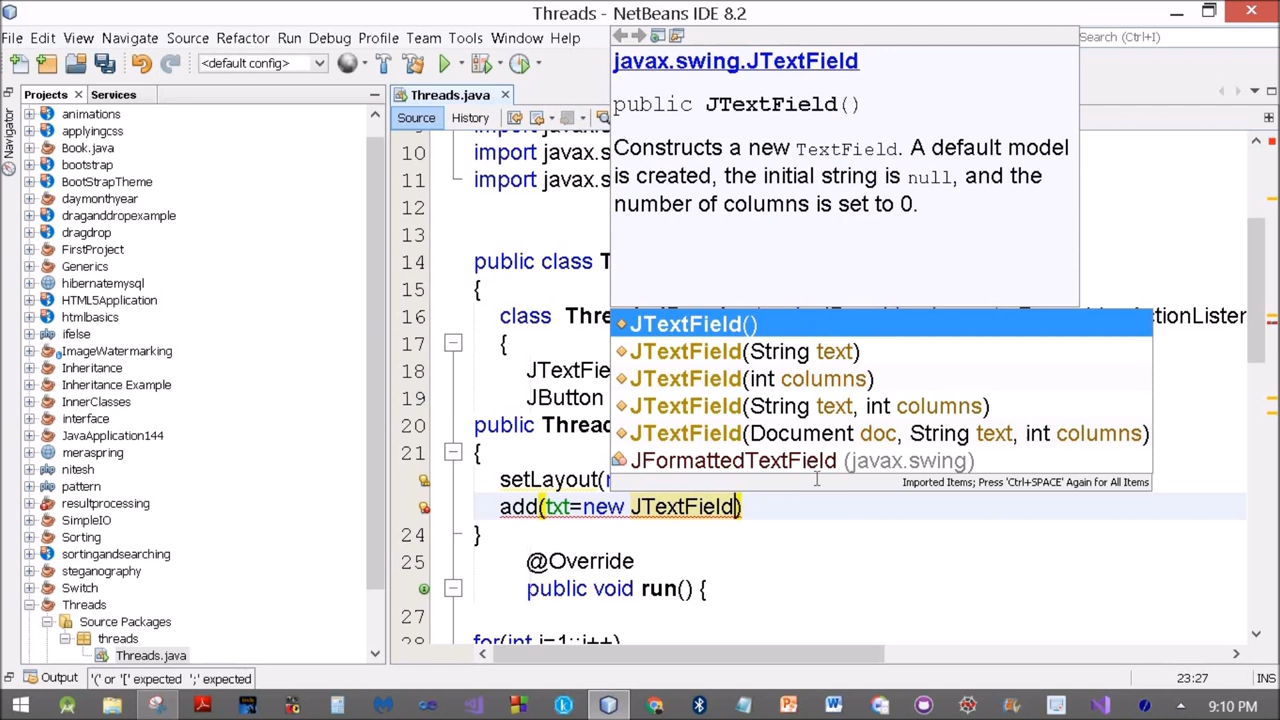 Threads - NetBeans IDE 8.2
File Edit View Navigate Source Refactor Run Debug Profile Team Tools Window Help
Search (Ctrl+I)
<default config>
Projects
Services
Navigator
animations
applyingcss
Book.java
bootstrap
BootStrapTheme
daymonthyear
draganddropexample
dragdrop
FirstProject
Generics
hibernatemysql
HTML5Application
htmlbasics
ifelse
ImageWatermarking
Inheritance
Inheritance Example
InnerClasses
interface
JavaApplication144
meraspring
nitesh
pattern
resultprocessing
SimpleIO
Sorting
sortingandsearching
steganography
Switch
Threads
Source Packages
threads
Threads.java
Threads.java
Source History
10 import javax.s
11 import javax.s
12
13
14 public class T
15 {
16 class Thre
ctionListener
17 {
18 JTextFie
19 JButton
20 public Thread
21 {
setLayout(n
add(txt=new JTextField)
24 }
25 @Override
public void run() {
27
28 for(int i=1;;i++)
javax.swing.JTextField
public JTextField()
Constructs a new TextField. A default model
is created, the initial string is null, and the
number of columns is set to 0.
JTextField()
JTextField(String text)
JTextField(int columns)
JTextField(String text, int columns)
JTextField(Document doc, String text, int columns)
JFormattedTextField (javax.swing)
Imported Items; Press 'Ctrl+SPACE' Again for All Items
Output
'(' or '[' expected ';' expected
23:27
INS
9:10 PM